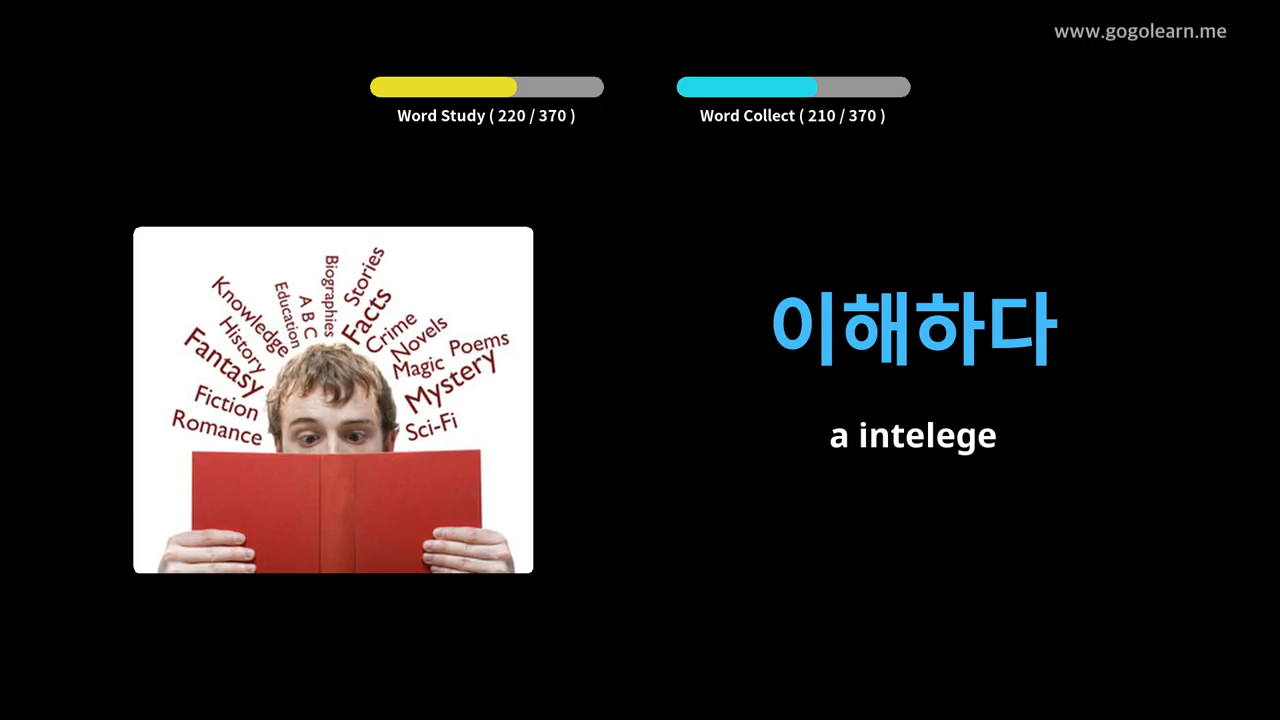 www.gogolearn.me
Word Study ( 220 / 370 )
Word Collect ( 210 / 370 )
Knowledge
History
Fantasy
Fiction
Romance
Education
A B C
Biographies
Stories
Facts
Crime
Novels
Magic
Poems
Mystery
Sci-Fi
이해하다
a intelege